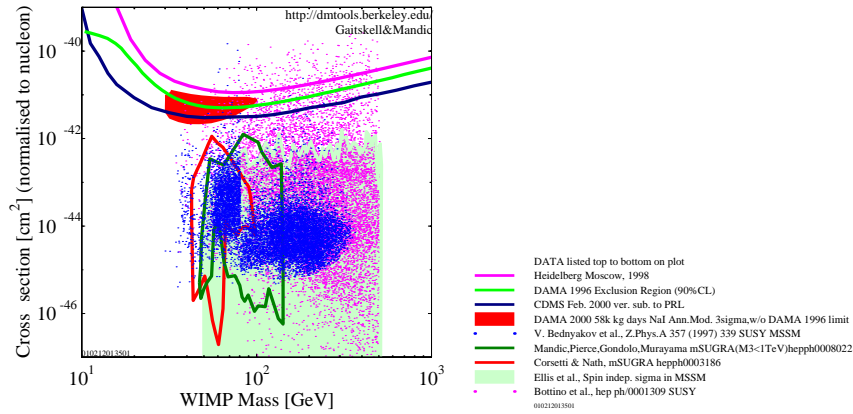 http://dmtools.berkeley.edu/
Gaitskell&Mandic
Cross section [cm2] (normalised to nucleon)
10-40
10-42
10-44
10-46
010212013501
101
102
103
WIMP Mass [GeV]
DATA listed top to bottom on plot
Heidelberg Moscow, 1998
DAMA 1996 Exclusion Region (90%CL)
CDMS Feb. 2000 ver. sub. to PRL
DAMA 2000 58k kg days NaI Ann.Mod. 3sigma,w/o DAMA 1996 limit
V. Bednyakov et al., Z.Phys.A 357 (1997) 339 SUSY MSSM
Mandic,Pierce,Gondolo,Murayama mSUGRA(M3<1TeV)hepph0008022
Corsetti & Nath, mSUGRA hepph0003186
Ellis et al., Spin indep. sigma in MSSM
Bottino et al., hep ph/0001309 SUSY
010212013501